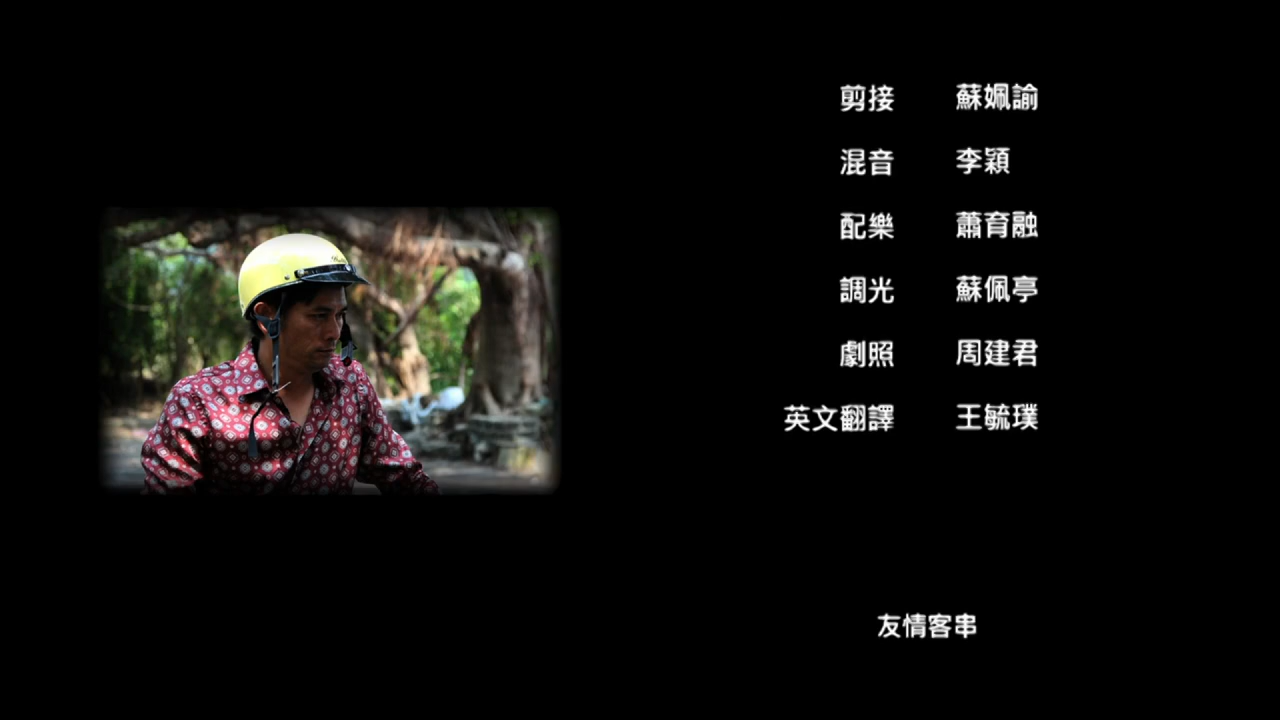 剪接 蘇姵諭
混音 李穎
配樂 蕭育融
調光 蘇佩亭
劇照 周建君
英文翻譯 王毓璞
友情客串